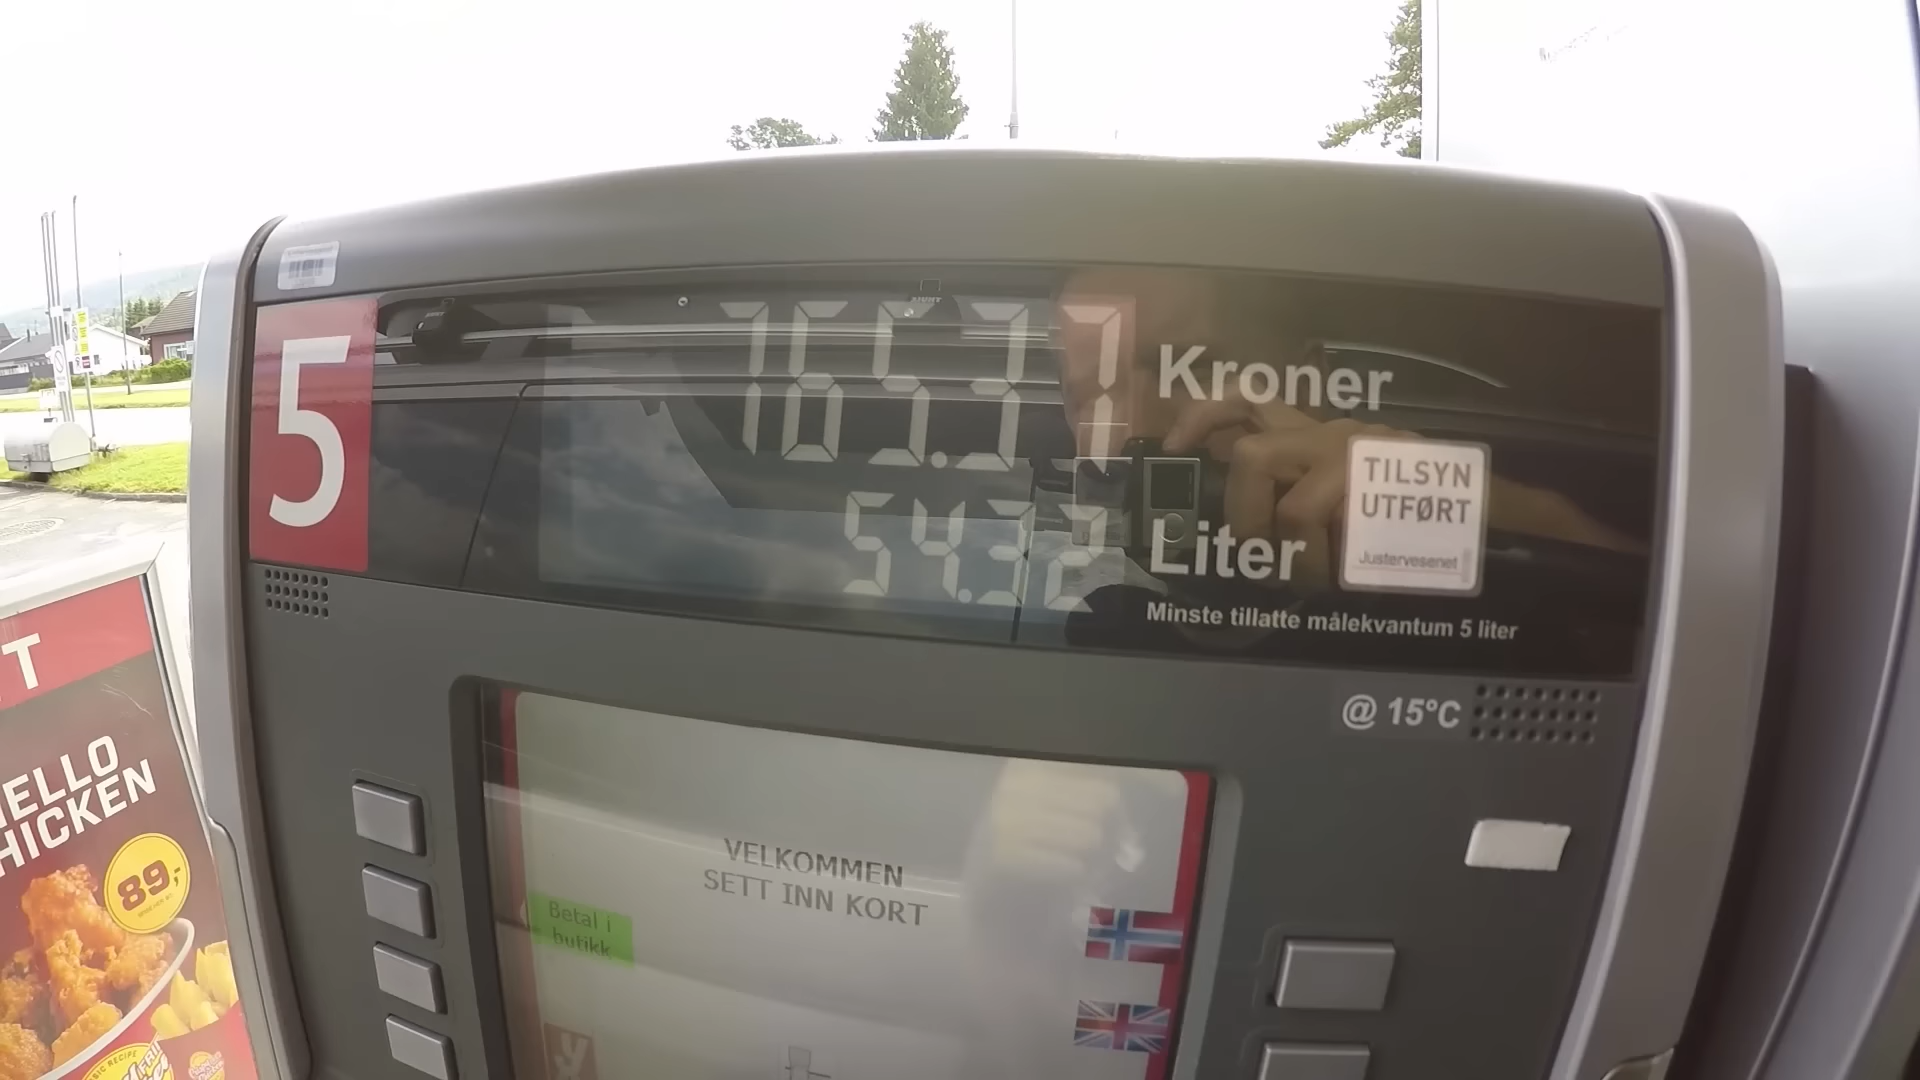 5
765.37 Kroner
54.32 Liter
TILSYN
UTFØRT
Justervesenet
Minste tillatte målekvantum 5 liter
@ 15°C
VELKOMMEN
SETT INN KORT
Betal i
butikk
T
HELLO
CHICKEN
89,-
RECIPE